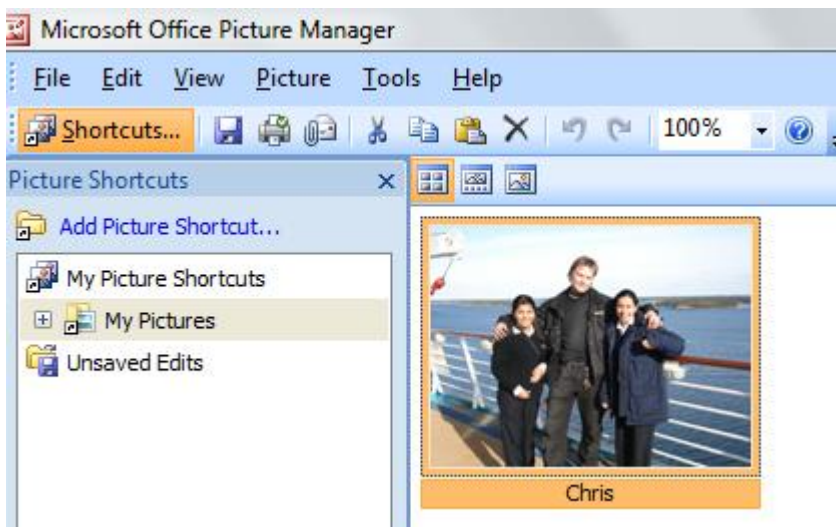 Microsoft Office Picture Manager
File Edit View Picture Tools Help
Shortcuts... 100%
Picture Shortcuts
Add Picture Shortcut...
My Picture Shortcuts
My Pictures
Unsaved Edits
Chris